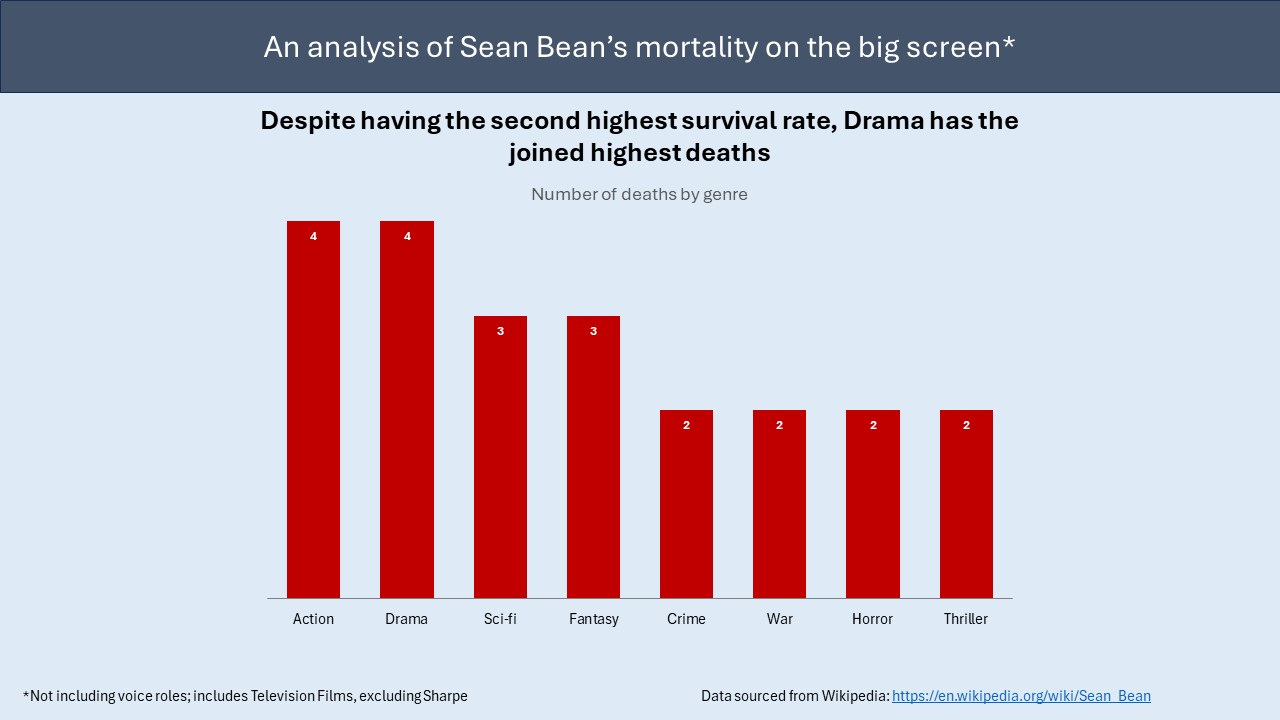 An analysis of Sean Bean’s mortality on the big screen*
Despite having the second highest survival rate, Drama has the
joined highest deaths
Number of deaths by genre
4 4
3 3
2 2 2 2
Action Drama Sci-fi Fantasy Crime War Horror Thriller
*Not including voice roles; includes Television Films, excluding Sharpe
Data sourced from Wikipedia: https://en.wikipedia.org/wiki/Sean_Bean